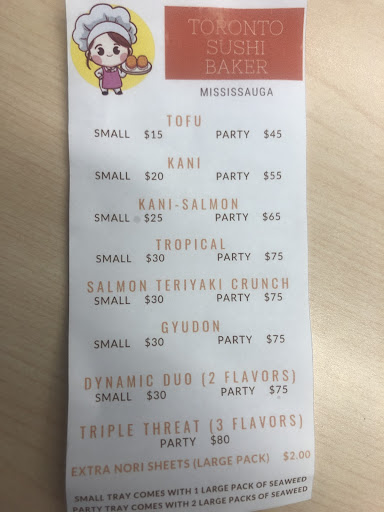 TORONTO
SUSHI
BAKER
MISSISSAUGA
TOFU
SMALL $15 PARTY $45
KANI
SMALL $20 PARTY $55
KANI-SALMON
SMALL $25 PARTY $65
TROPICAL
SMALL $30 PARTY $75
SALMON TERIYAKI CRUNCH
SMALL $30 PARTY $75
GYUDON
SMALL $30 PARTY $75
DYNAMIC DUO (2 FLAVORS)
SMALL $30 PARTY $75
TRIPLE THREAT (3 FLAVORS)
PARTY $80
EXTRA NORI SHEETS (LARGE PACK) $2.00
SMALL TRAY COMES WITH 1 LARGE PACK OF SEAWEED
PARTY TRAY COMES WITH 2 LARGE PACKS OF SEAWEED